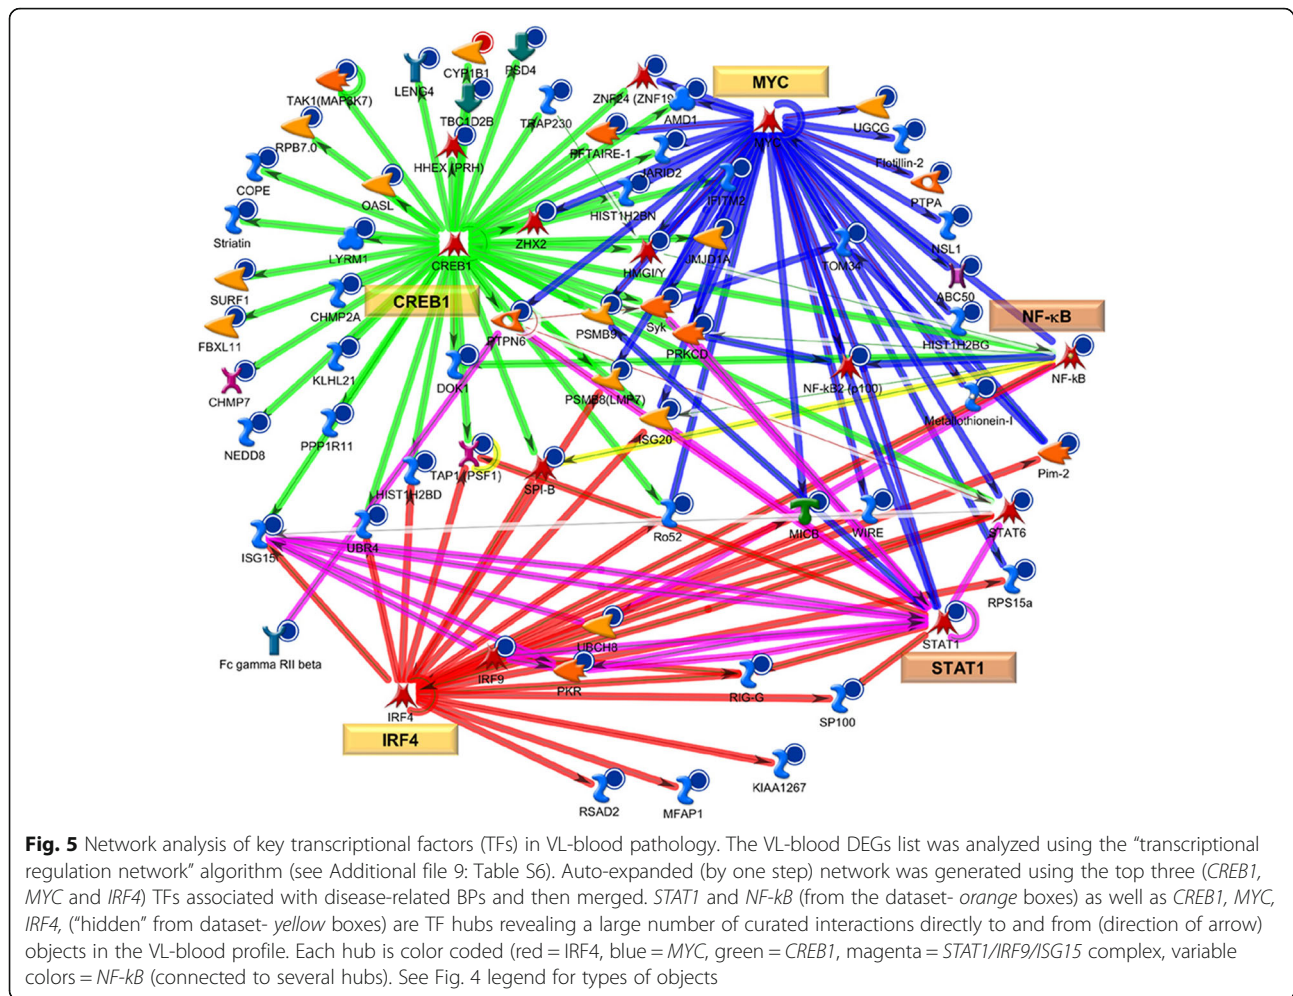 CYP1B1
PSD4
LENG4
TAK1(MAP3K7)
TBC1D2B
TRAP230
ZNF24 (ZNF19
AMD1
MYC
MYC
UGCG
RPB7.0
HHEX (PRH)
PFTAIRE-1
JARID2
Flotillin-2
COPE
OASL
HIST1H2BN
IFITM2
PTPA
Striatin
LYRM1
CREB1
ZHX2
HMGI/Y
JMJD1A
TOM34
NSL1
SURF1
CHMP2A
CREB1
ABC50
NF-κB
FBXL11
PTPN6
PSMB9
Syk
PRKCD
HIST1H2BG
KLHL21
DOK1
NF-kB2 (p100)
NF-kB
CHMP7
PSMB8(LMP7)
Metallothionein-I
NEDD8
PPP1R11
ISG20
TAP1 (PSF1)
HIST1H2BD
SPI-B
Pim-2
ISG15
UBR4
Ro52
MICB
WIRE
STAT6
RPS15a
Fc gamma RII beta
UBCH8
STAT1
IRF9
PKR
RIG-G
STAT1
IRF4
SP100
IRF4
KIAA1267
RSAD2
MFAP1
Fig. 5 Network analysis of key transcriptional factors (TFs) in VL-blood pathology. The VL-blood DEGs list was analyzed using the “transcriptional
regulation network” algorithm (see Additional file 9: Table S6). Auto-expanded (by one step) network was generated using the top three (CREB1,
MYC and IRF4) TFs associated with disease-related BPs and then merged. STAT1 and NF-kB (from the dataset- orange boxes) as well as CREB1, MYC,
IRF4, (“hidden” from dataset- yellow boxes) are TF hubs revealing a large number of curated interactions directly to and from (direction of arrow)
objects in the VL-blood profile. Each hub is color coded (red = IRF4, blue = MYC, green = CREB1, magenta = STAT1/IRF9/ISG15 complex, variable
colors = NF-kB (connected to several hubs). See Fig. 4 legend for types of objects